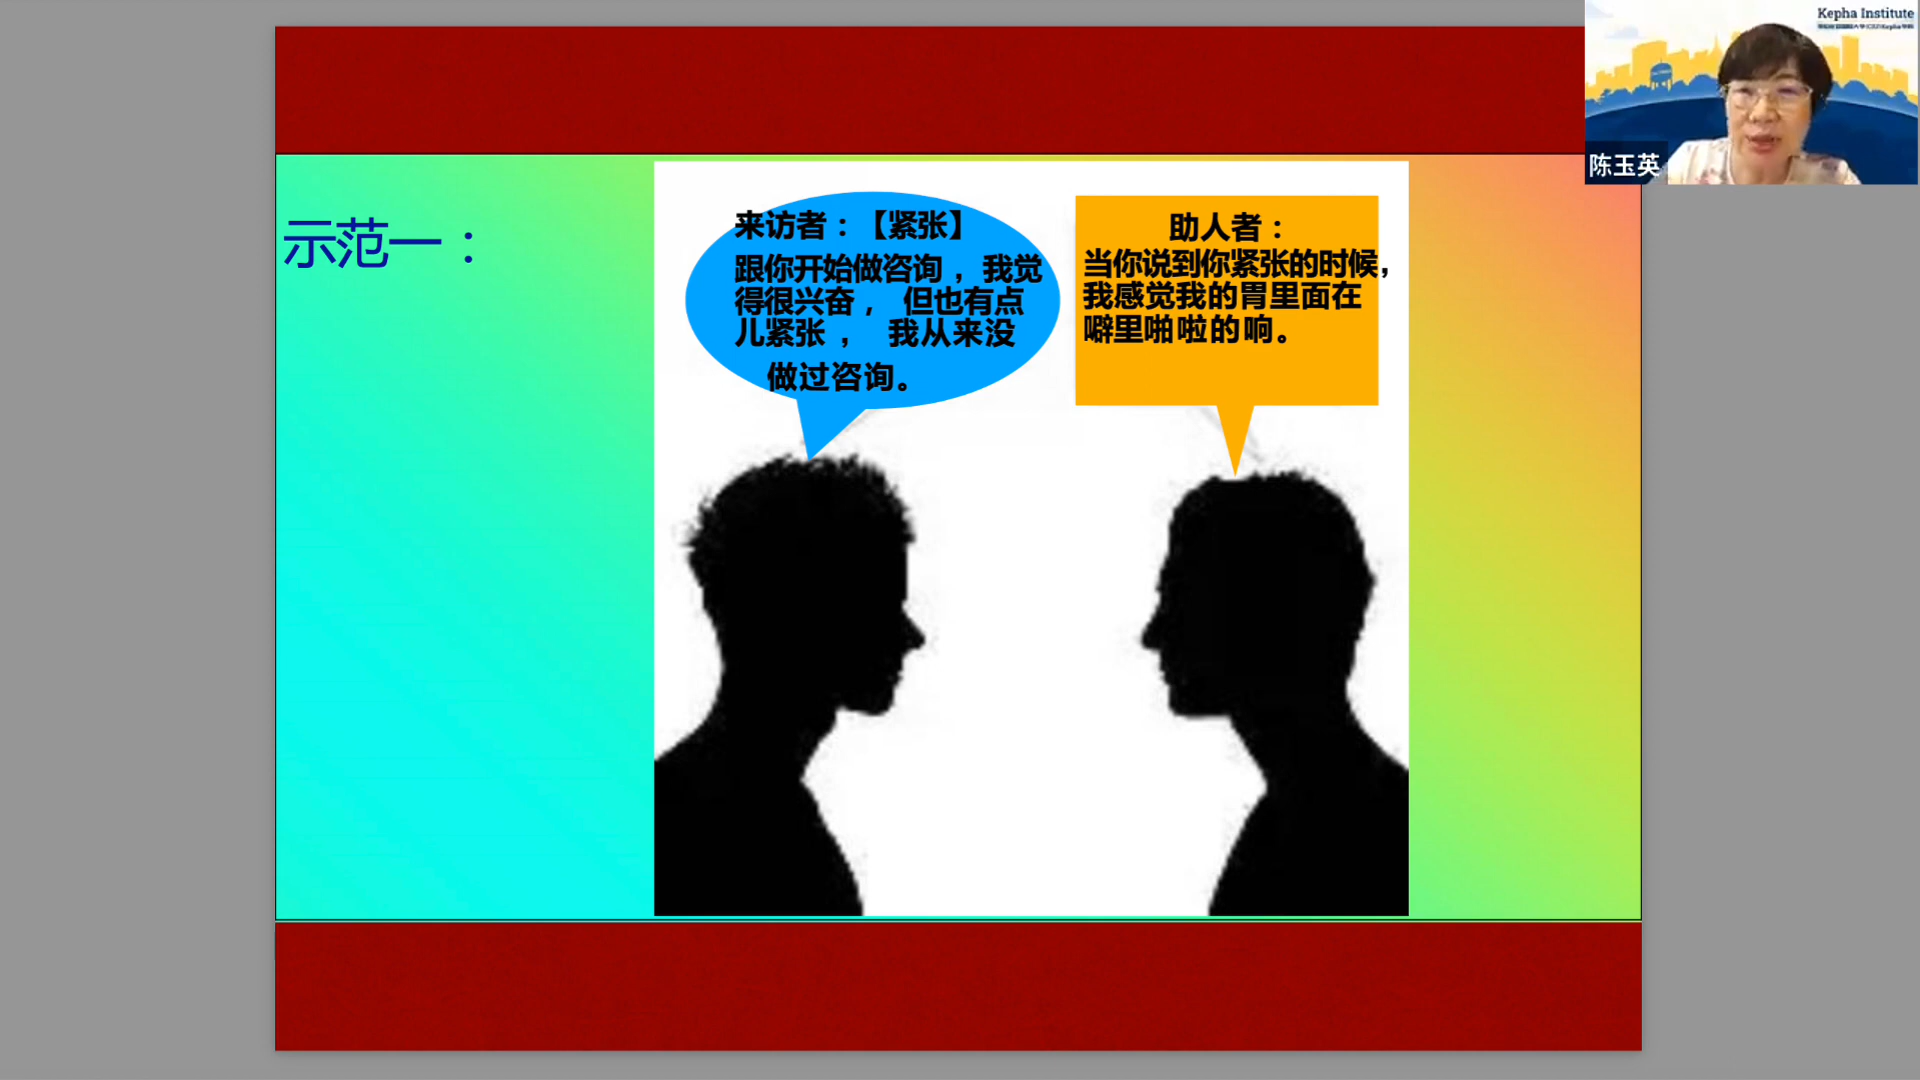 Kepha Institute
陈玉英
示范一：
来访者：【紧张】
跟你开始做咨询，我觉
得很兴奋， 但也有点
儿紧张， 我从来没
做过咨询。
助人者：
当你说到你紧张的时候，
我感觉我的胃里面在
噼里啪啦的响。